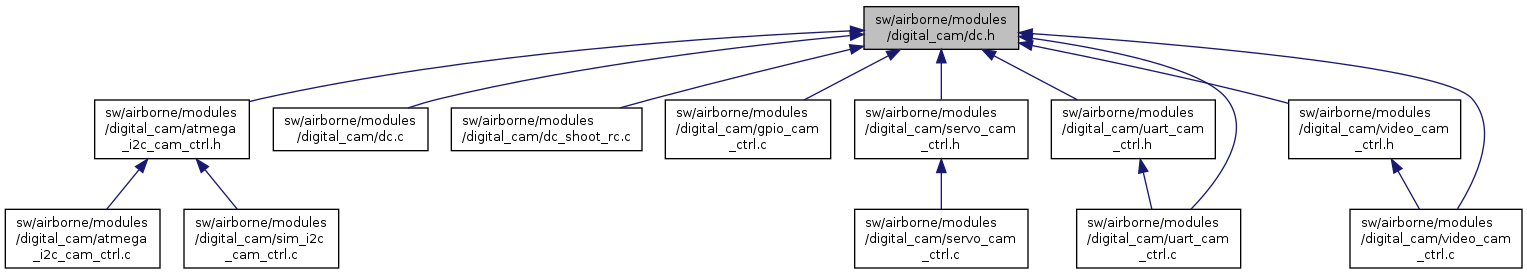 sw/airborne/modules
/digital_cam/dc.h
sw/airborne/modules
/digital_cam/atmega
_i2c_cam_ctrl.h
sw/airborne/modules
/digital_cam/dc.c
sw/airborne/modules
/digital_cam/dc_shoot_rc.c
sw/airborne/modules
/digital_cam/gpio_cam
_ctrl.c
sw/airborne/modules
/digital_cam/servo_cam
_ctrl.h
sw/airborne/modules
/digital_cam/uart_cam
_ctrl.h
sw/airborne/modules
/digital_cam/video_cam
_ctrl.h
sw/airborne/modules
/digital_cam/atmega
_i2c_cam_ctrl.c
sw/airborne/modules
/digital_cam/sim_i2c
_cam_ctrl.c
sw/airborne/modules
/digital_cam/servo_cam
_ctrl.c
sw/airborne/modules
/digital_cam/uart_cam
_ctrl.c
sw/airborne/modules
/digital_cam/video_cam
_ctrl.c